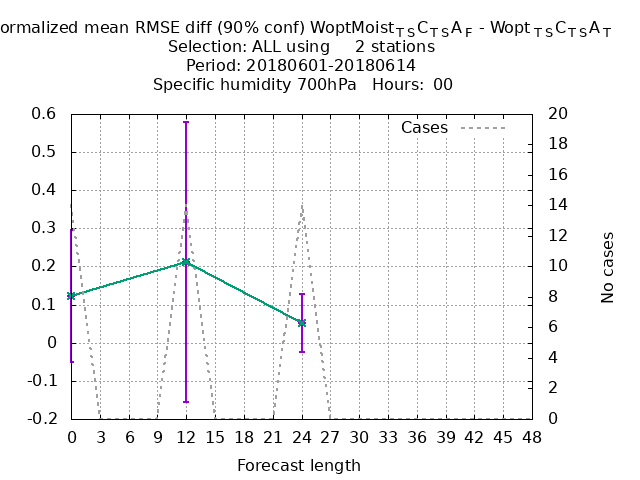 ormalized mean RMSE diff (90% conf) WoptMoist_TSC_TSA_F - Wopt_TSC_TSA_T
Selection: ALL using 2 stations
Period: 20180601-20180614
Specific humidity 700hPa Hours: 00
0.6
0.5
0.4
0.3
0.2
0.1
0
-0.1
-0.2
20
18
16
14
12
10
8
6
4
2
0
Cases
No cases
0 3 6 9 12 15 18 21 24 27 30 33 36 39 42 45 48
Forecast length